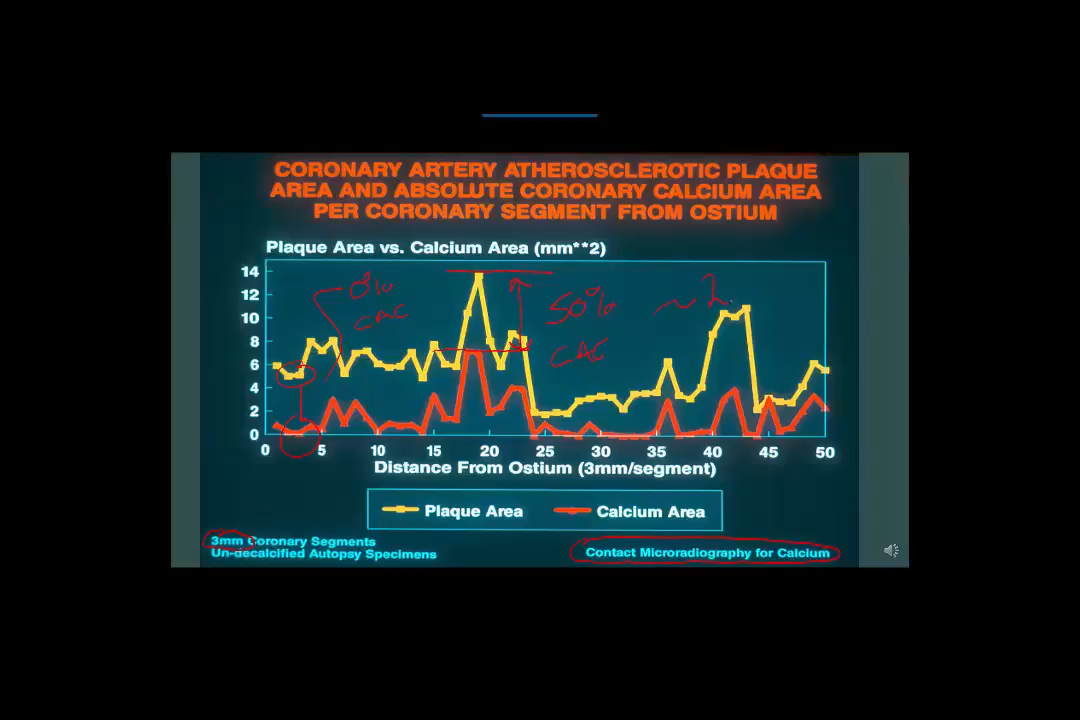 CORONARY ARTERY ATHEROSCLEROTIC PLAQUE
AREA AND ABSOLUTE CORONARY CALCIUM AREA
PER CORONARY SEGMENT FROM OSTIUM
Plaque Area vs. Calcium Area (mm**2)
14
12
10
8
6
4
2
0
0% 
CAC
50%
CAC
~2
0 5 10 15 20 25 30 35 40 45 50
Distance From Ostium (3mm/segment)
Plaque Area Calcium Area
3mm Coronary Segments
Un-decalcified Autopsy Specimens
Contact Microradiography for Calcium